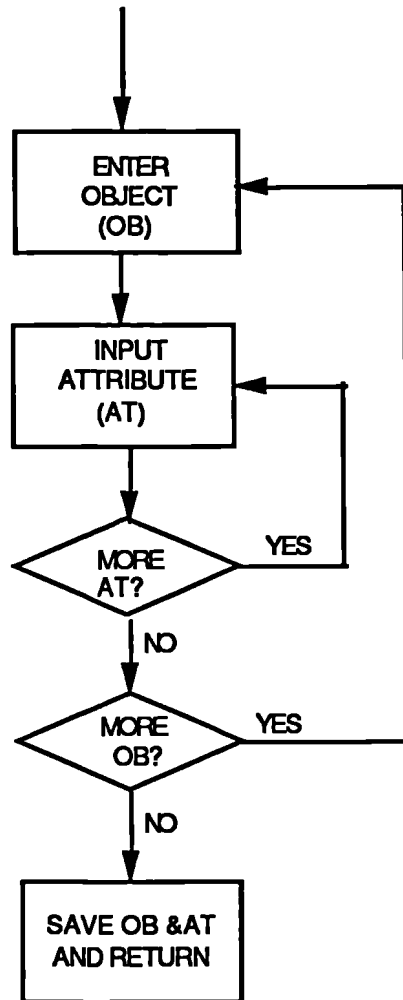 ENTER
OBJECT
(OB)
INPUT
ATTRIBUTE
(AT)
MORE
AT?
YES
NO
MORE
OB?
YES
NO
SAVE OB &AT
AND RETURN